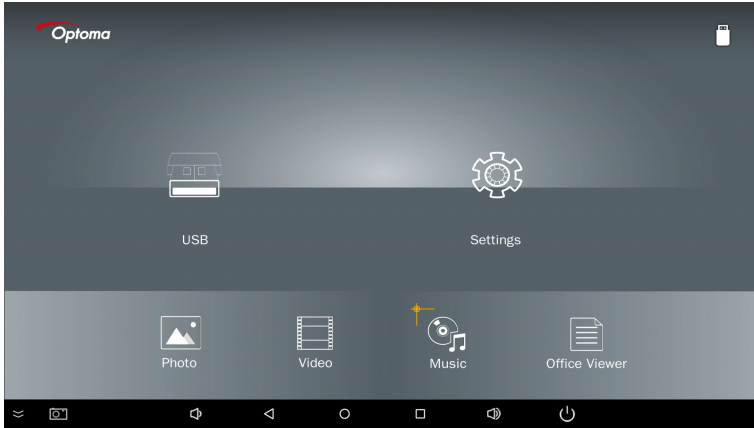 Optoma
USB
Settings
Photo
Video
Music
Office Viewer